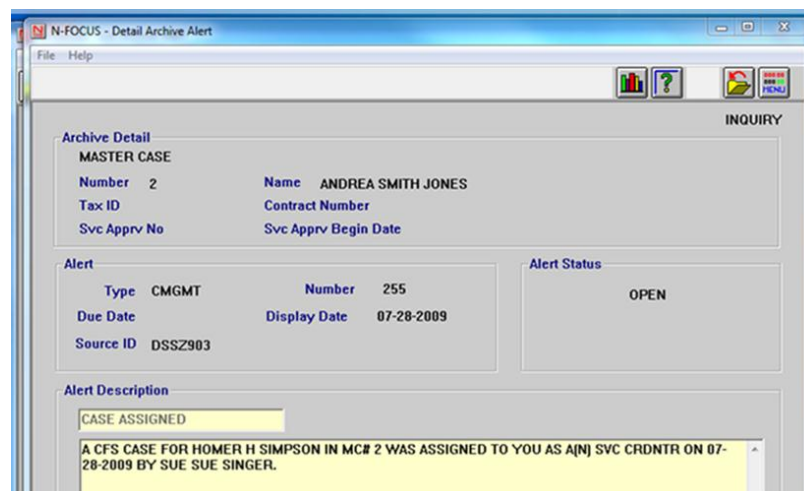 N-FOCUS - Detail Archive Alert
File Help
MENU
INQUIRY
Archive Detail
MASTER CASE
Number 2 Name ANDREA SMITH JONES
Tax ID Contract Number
Svc Apprv No Svc Apprv Begin Date
Alert Alert Status
Type CMGMT Number 255 OPEN
Due Date Display Date 07-28-2009
Source ID DSSZ903
Alert Description
CASE ASSIGNED
A CFS CASE FOR HOMER H SIMPSON IN MC# 2 WAS ASSIGNED TO YOU AS A(N) SVC CRDNTR ON 07-
28-2009 BY SUE SUE SINGER.